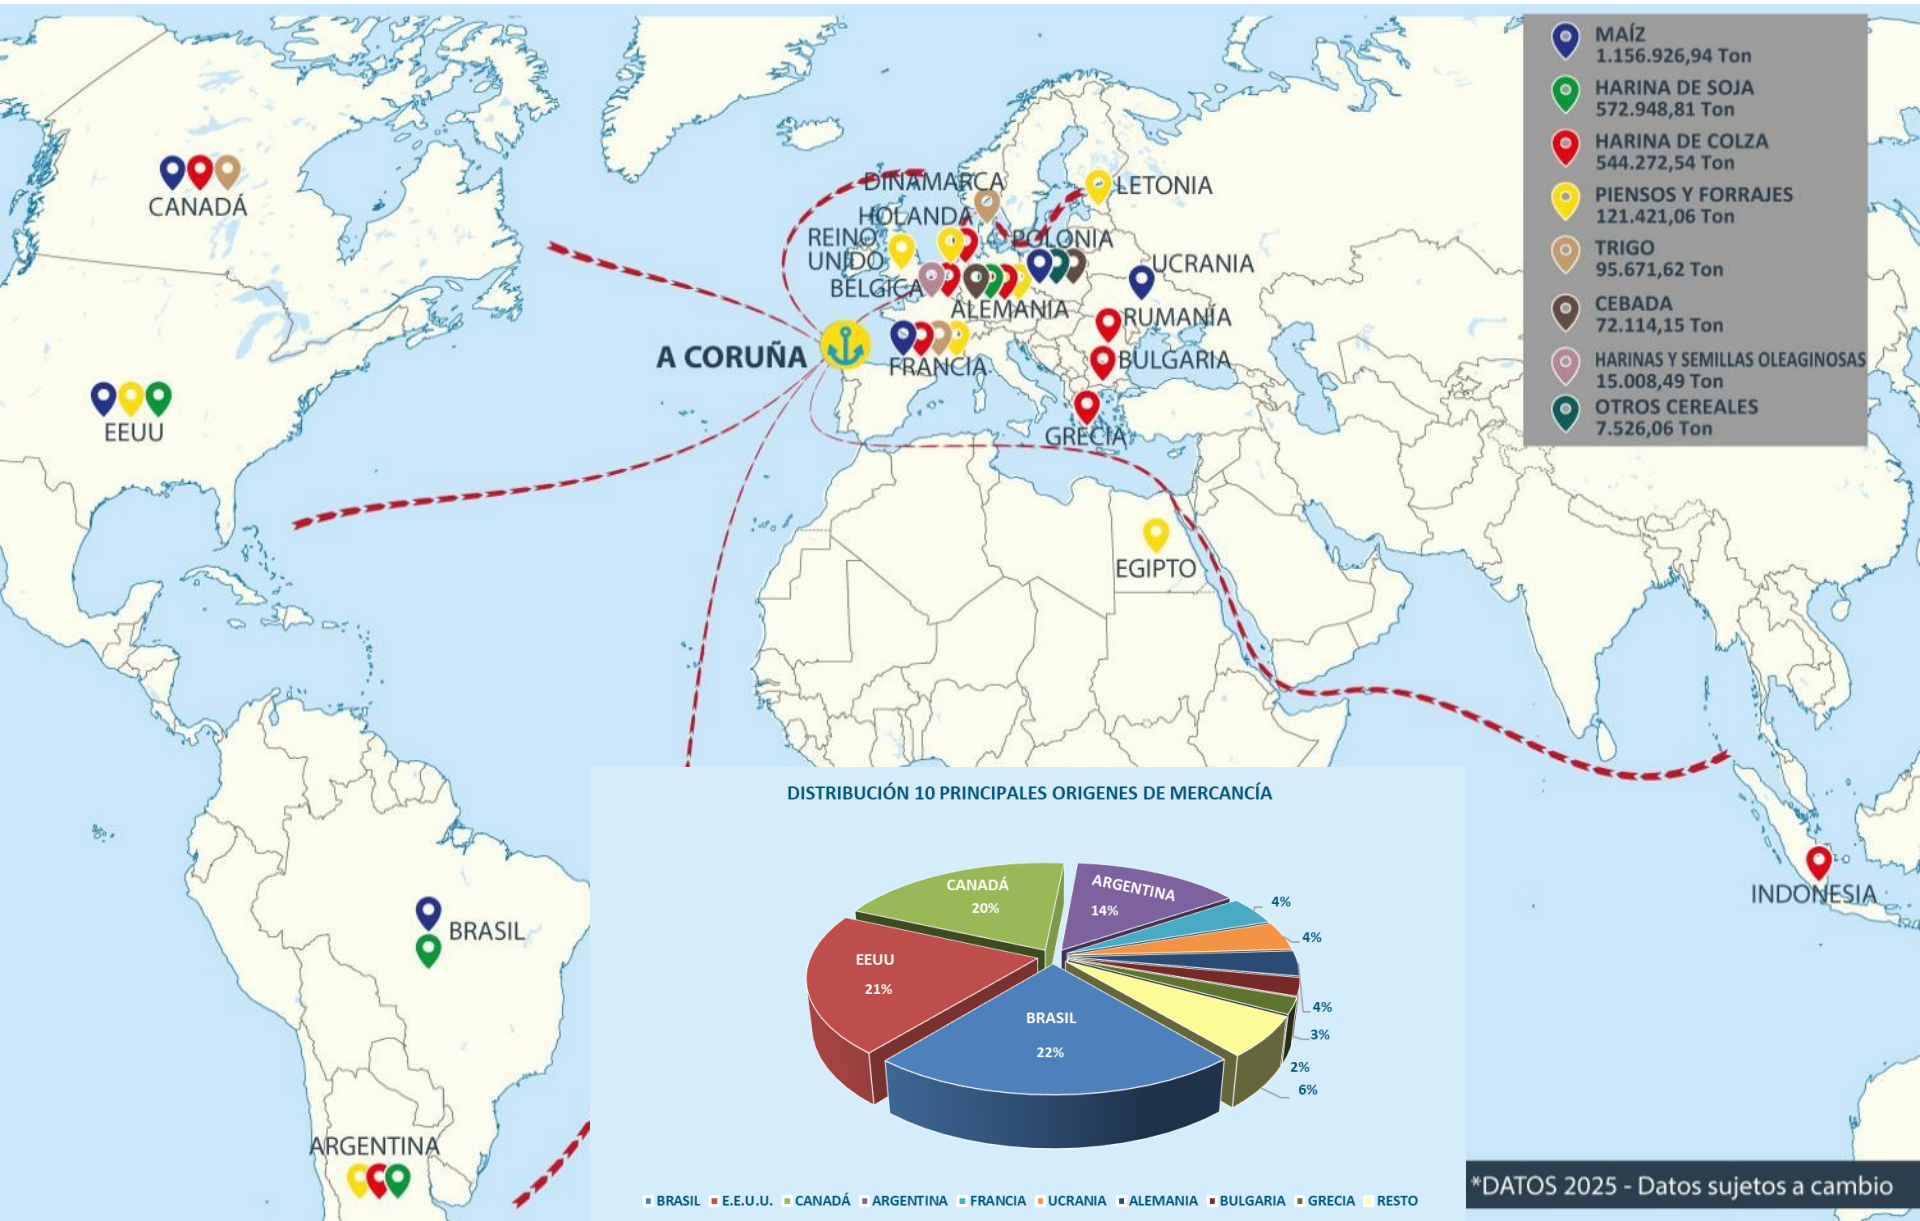 MAÍZ
1.156.926,94 Ton
HARINA DE SOJA
572.948,81 Ton
HARINA DE COLZA
544.272,54 Ton
PIENSOS Y FORRAJES
121.421,06 Ton
TRIGO
95.671,62 Ton
CEBADA
72.114,15 Ton
HARINAS Y SEMILLAS OLEAGINOSAS
15.008,49 Ton
OTROS CEREALES
7.526,06 Ton
CANADÁ
DINAMARCA
LETONIA
HOLANDA
REINO
UNIDO
POLONIA
UCRANIA
BELGICA
ALEMANIA
RUMANÍA
A CORUÑA
FRANCIA
BULGARIA
EEUU
GRECIA
EGIPTO
INDONESIA
BRASIL
ARGENTINA
DISTRIBUCIÓN 10 PRINCIPALES ORIGENES DE MERCANCÍA
CANADÁ
20%
ARGENTINA
14%
4%
4%
EEUU
21%
4%
BRASIL
22%
3%
2%
6%
BRASIL E.E.U.U. CANADÁ ARGENTINA FRANCIA UCRANIA ALEMANIA BULGARIA GRECIA RESTO
*DATOS 2025 - Datos sujetos a cambio